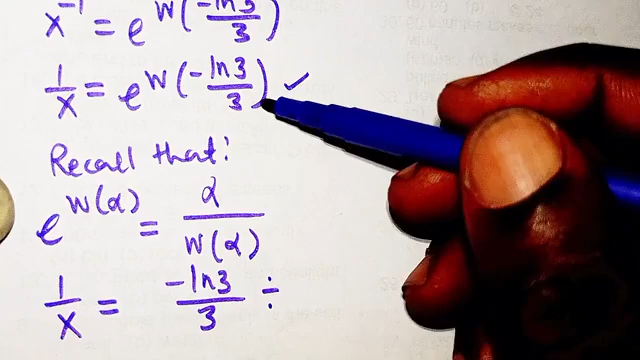 x⁻¹ = e^W(-ln3/3)
1/x = e^W(-ln3/3) ✓
Recall that:
e^W(α) = α/W(α)
1/x = -ln3/3 ÷